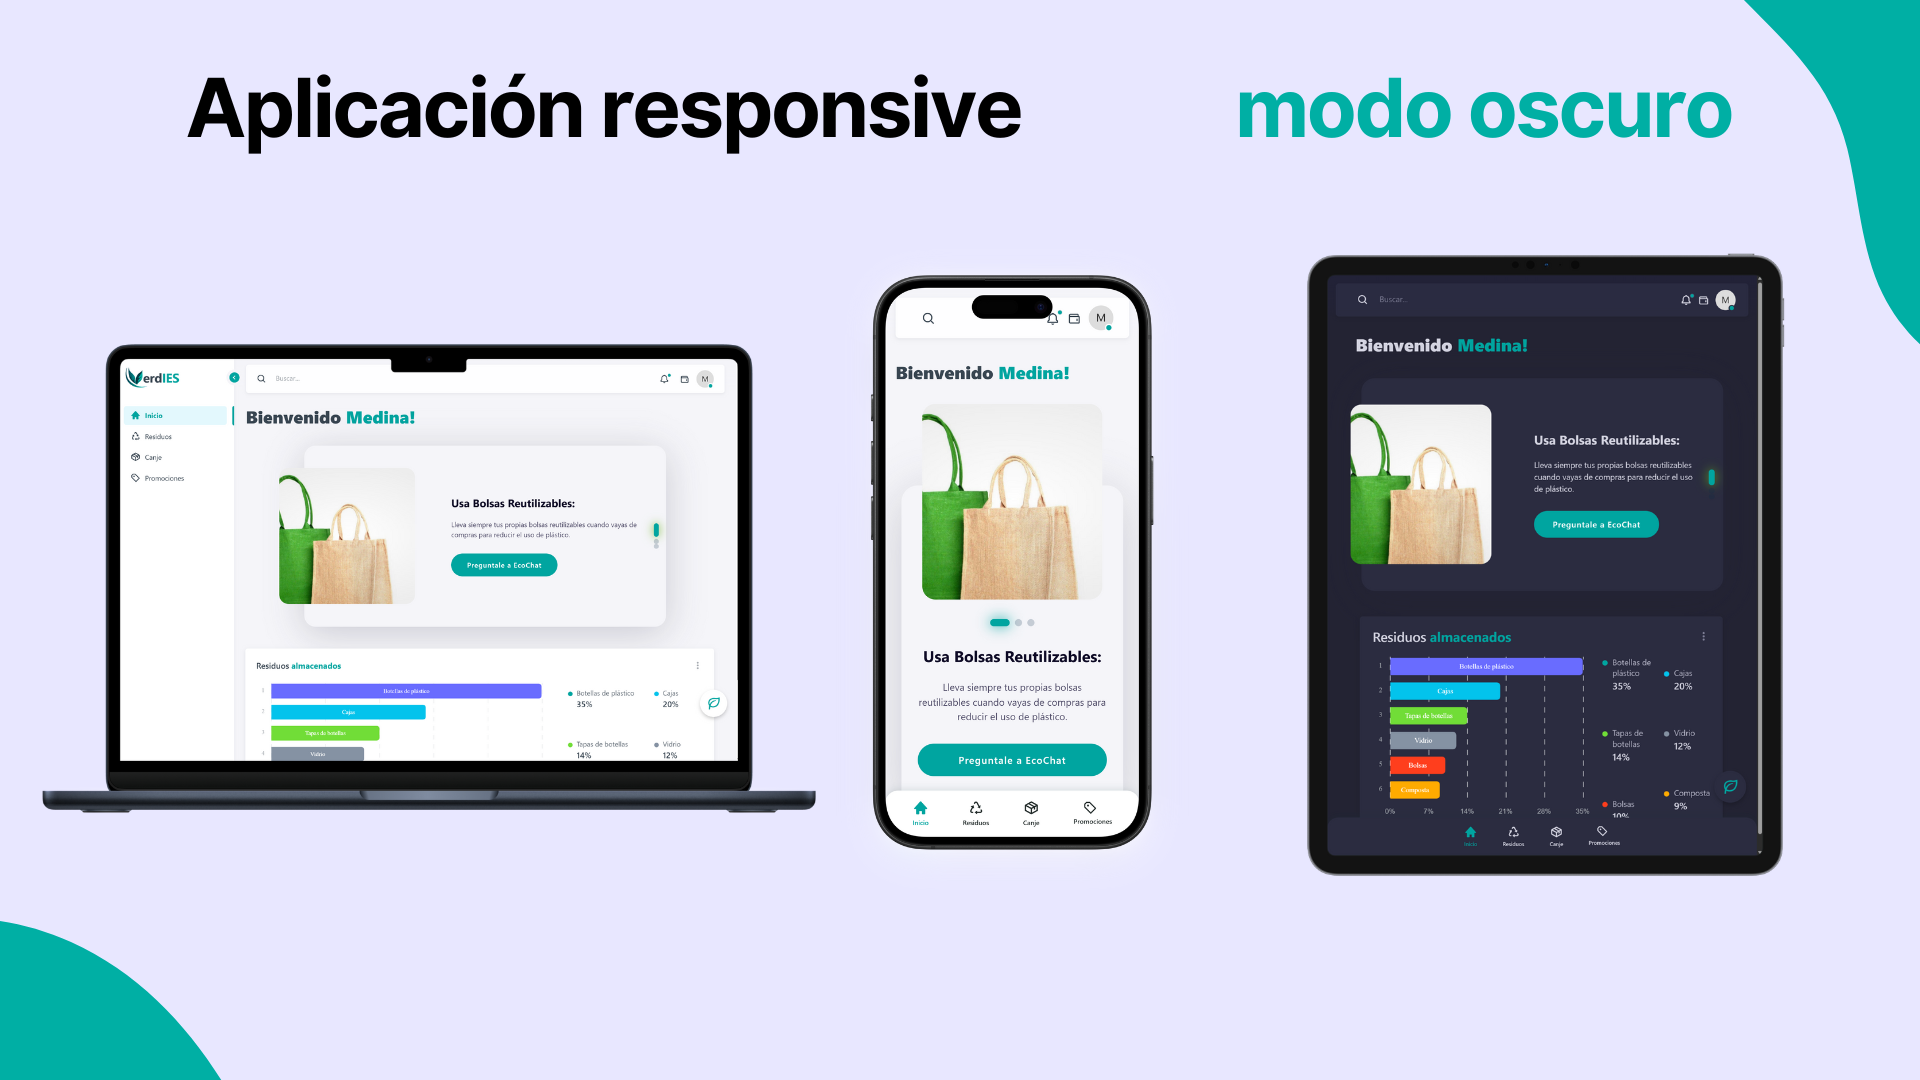 Aplicación responsive
modo oscuro
VerdIES
Inicio
Residuos
Canje
Promociones
Buscar...
M
Bienvenido Medina!
Usa Bolsas Reutilizables:
Lleva siempre tus propias bolsas reutilizables cuando vayas de
compras para reducir el uso de plástico.
Preguntale a EcoChat
Residuos almacenados
1
Botellas de plástico
2
Cajas
3
Tapas de botellas
4
Vidrio
Botellas de plástico
35%
Cajas
20%
Tapas de botellas
14%
Vidrio
12%
M
Bienvenido Medina!
Usa Bolsas Reutilizables:
Lleva siempre tus propias bolsas
reutilizables cuando vayas de compras para
reducir el uso de plástico.
Preguntale a EcoChat
Inicio
Residuos
Canje
Promociones
Buscar...
M
Bienvenido Medina!
Usa Bolsas Reutilizables:
Lleva siempre tus propias bolsas reutilizables
cuando vayas de compras para reducir el uso
de plástico.
Preguntale a EcoChat
Residuos almacenados
1
Botellas de plástico
2
Cajas
3
Tapas de botellas
4
Vidrio
5
Bolsas
6
Composta
0% 7% 14% 21% 28% 35%
Botellas de
plástico
35%
Cajas
20%
Tapas de
botellas
14%
Vidrio
12%
Bolsas
10%
Composta
9%
Inicio
Residuos
Canje
Promociones